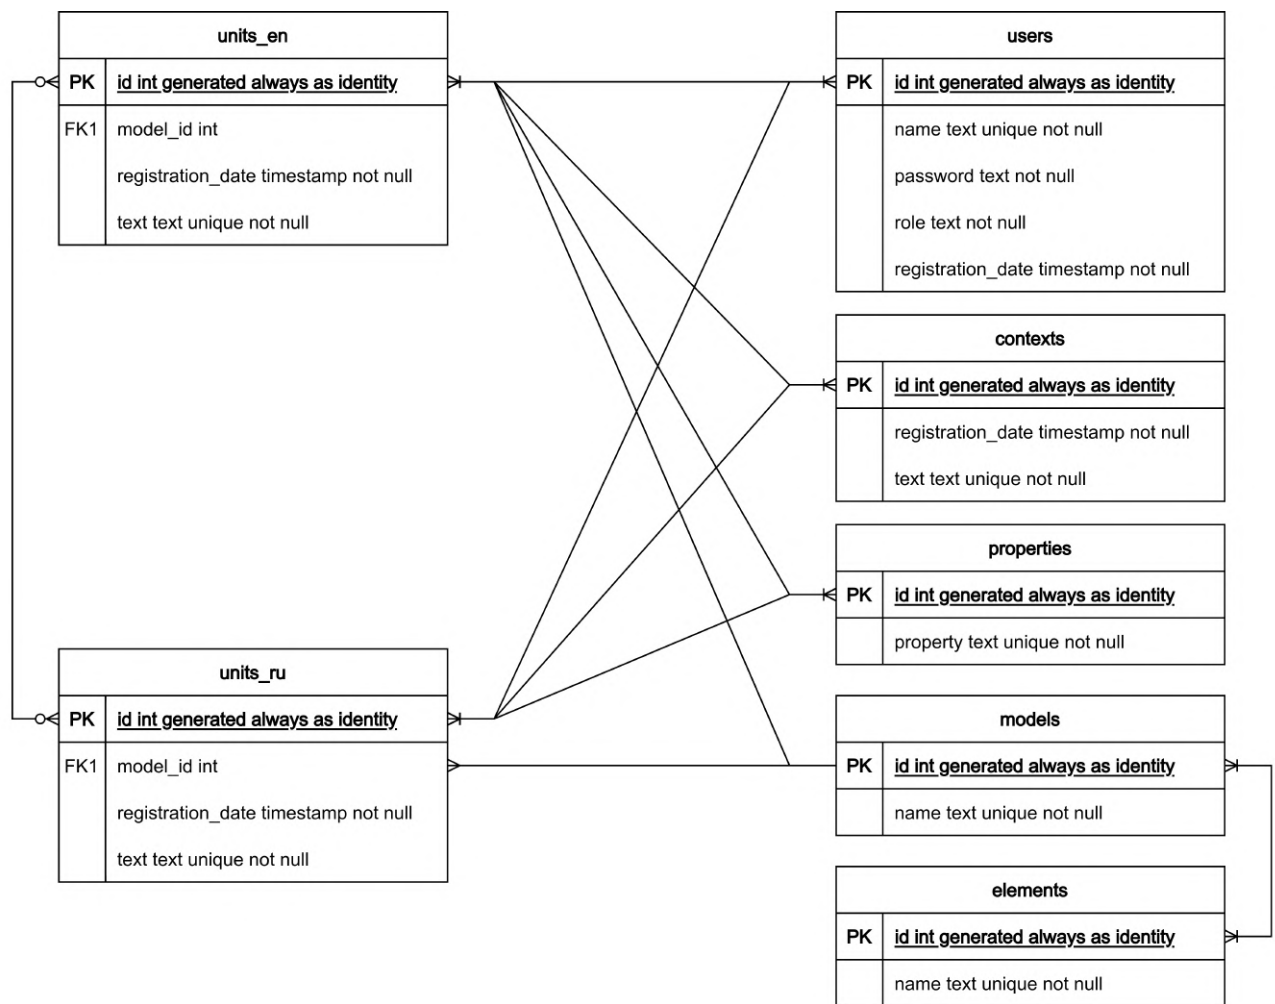 units_en
PK id int generated always as identity
FK1 model_id int
registration_date timestamp not null
text text unique not null
users
PK id int generated always as identity
name text unique not null
password text not null
role text not null
registration_date timestamp not null
contexts
PK id int generated always as identity
registration_date timestamp not null
text text unique not null
properties
PK id int generated always as identity
property text unique not null
units_ru
PK id int generated always as identity
FK1 model_id int
registration_date timestamp not null
text text unique not null
models
PK id int generated always as identity
name text unique not null
elements
PK id int generated always as identity
name text unique not null